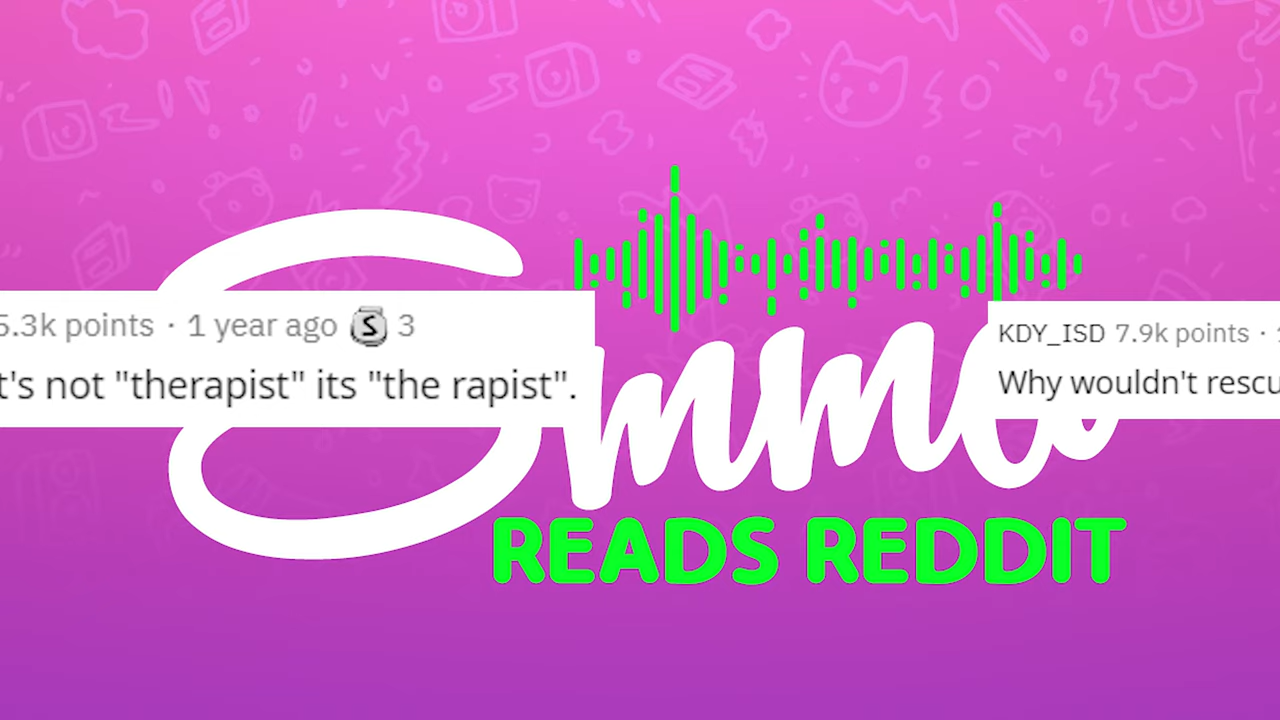 5.3k points · 1 year ago S 3
t's not "therapist" its "the rapist".
KDY_ISD 7.9k points ·
Why wouldn't rescu
Emma
READS REDDIT